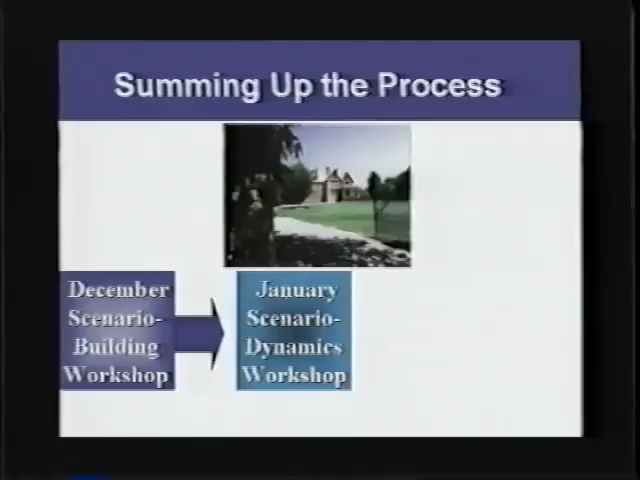 Summing Up the Process
December
Scenario-
Building
Workshop
January
Scenario-
Dynamics
Workshop